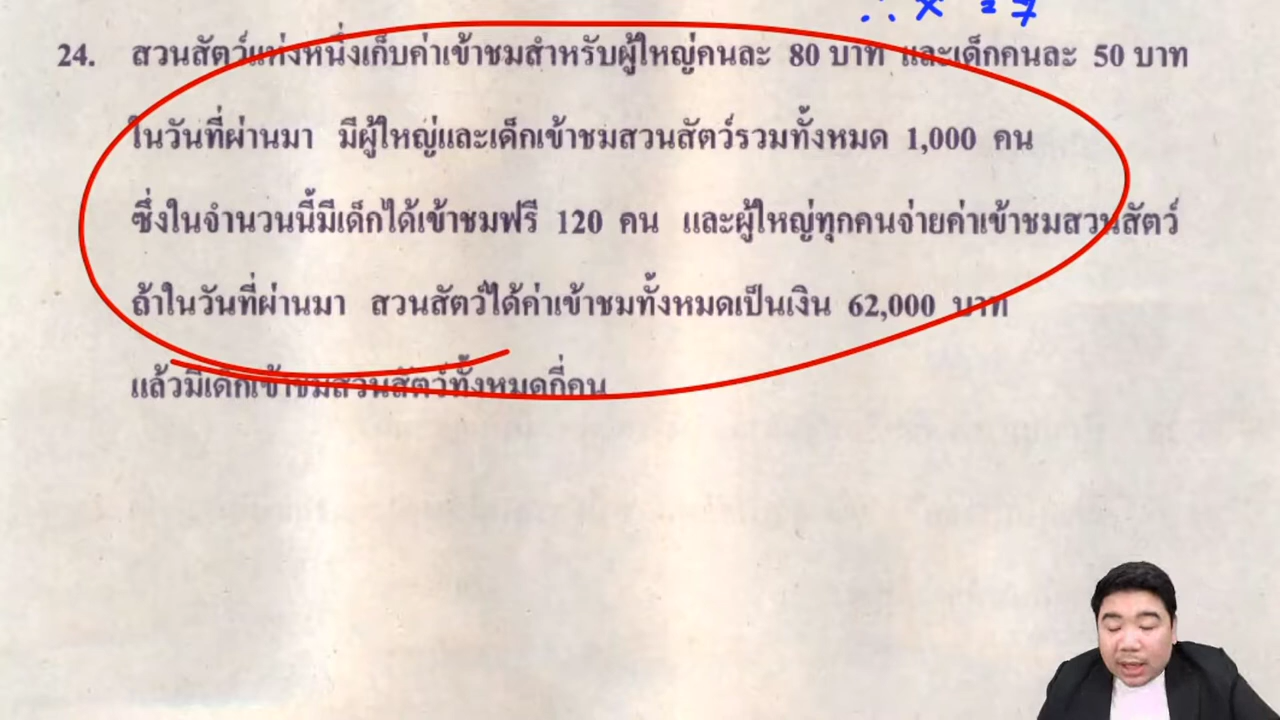 ∴ x = 7
24. สวนสัตว์แห่งหนึ่งเก็บค่าเข้าชมสำหรับผู้ใหญ่คนละ 80 บาท และเด็กคนละ 50 บาท
ในวันที่ผ่านมา มีผู้ใหญ่และเด็กเข้าชมสวนสัตว์รวมทั้งหมด 1,000 คน
ซึ่งในจำนวนนี้มีเด็กได้เข้าชมฟรี 120 คน และผู้ใหญ่ทุกคนจ่ายค่าเข้าชมสวนสัตว์
ถ้าในวันที่ผ่านมา สวนสัตว์ได้ค่าเข้าชมทั้งหมดเป็นเงิน 62,000 บาท
แล้วมีเด็กเข้าชมสวนสัตว์ทั้งหมดกี่คน